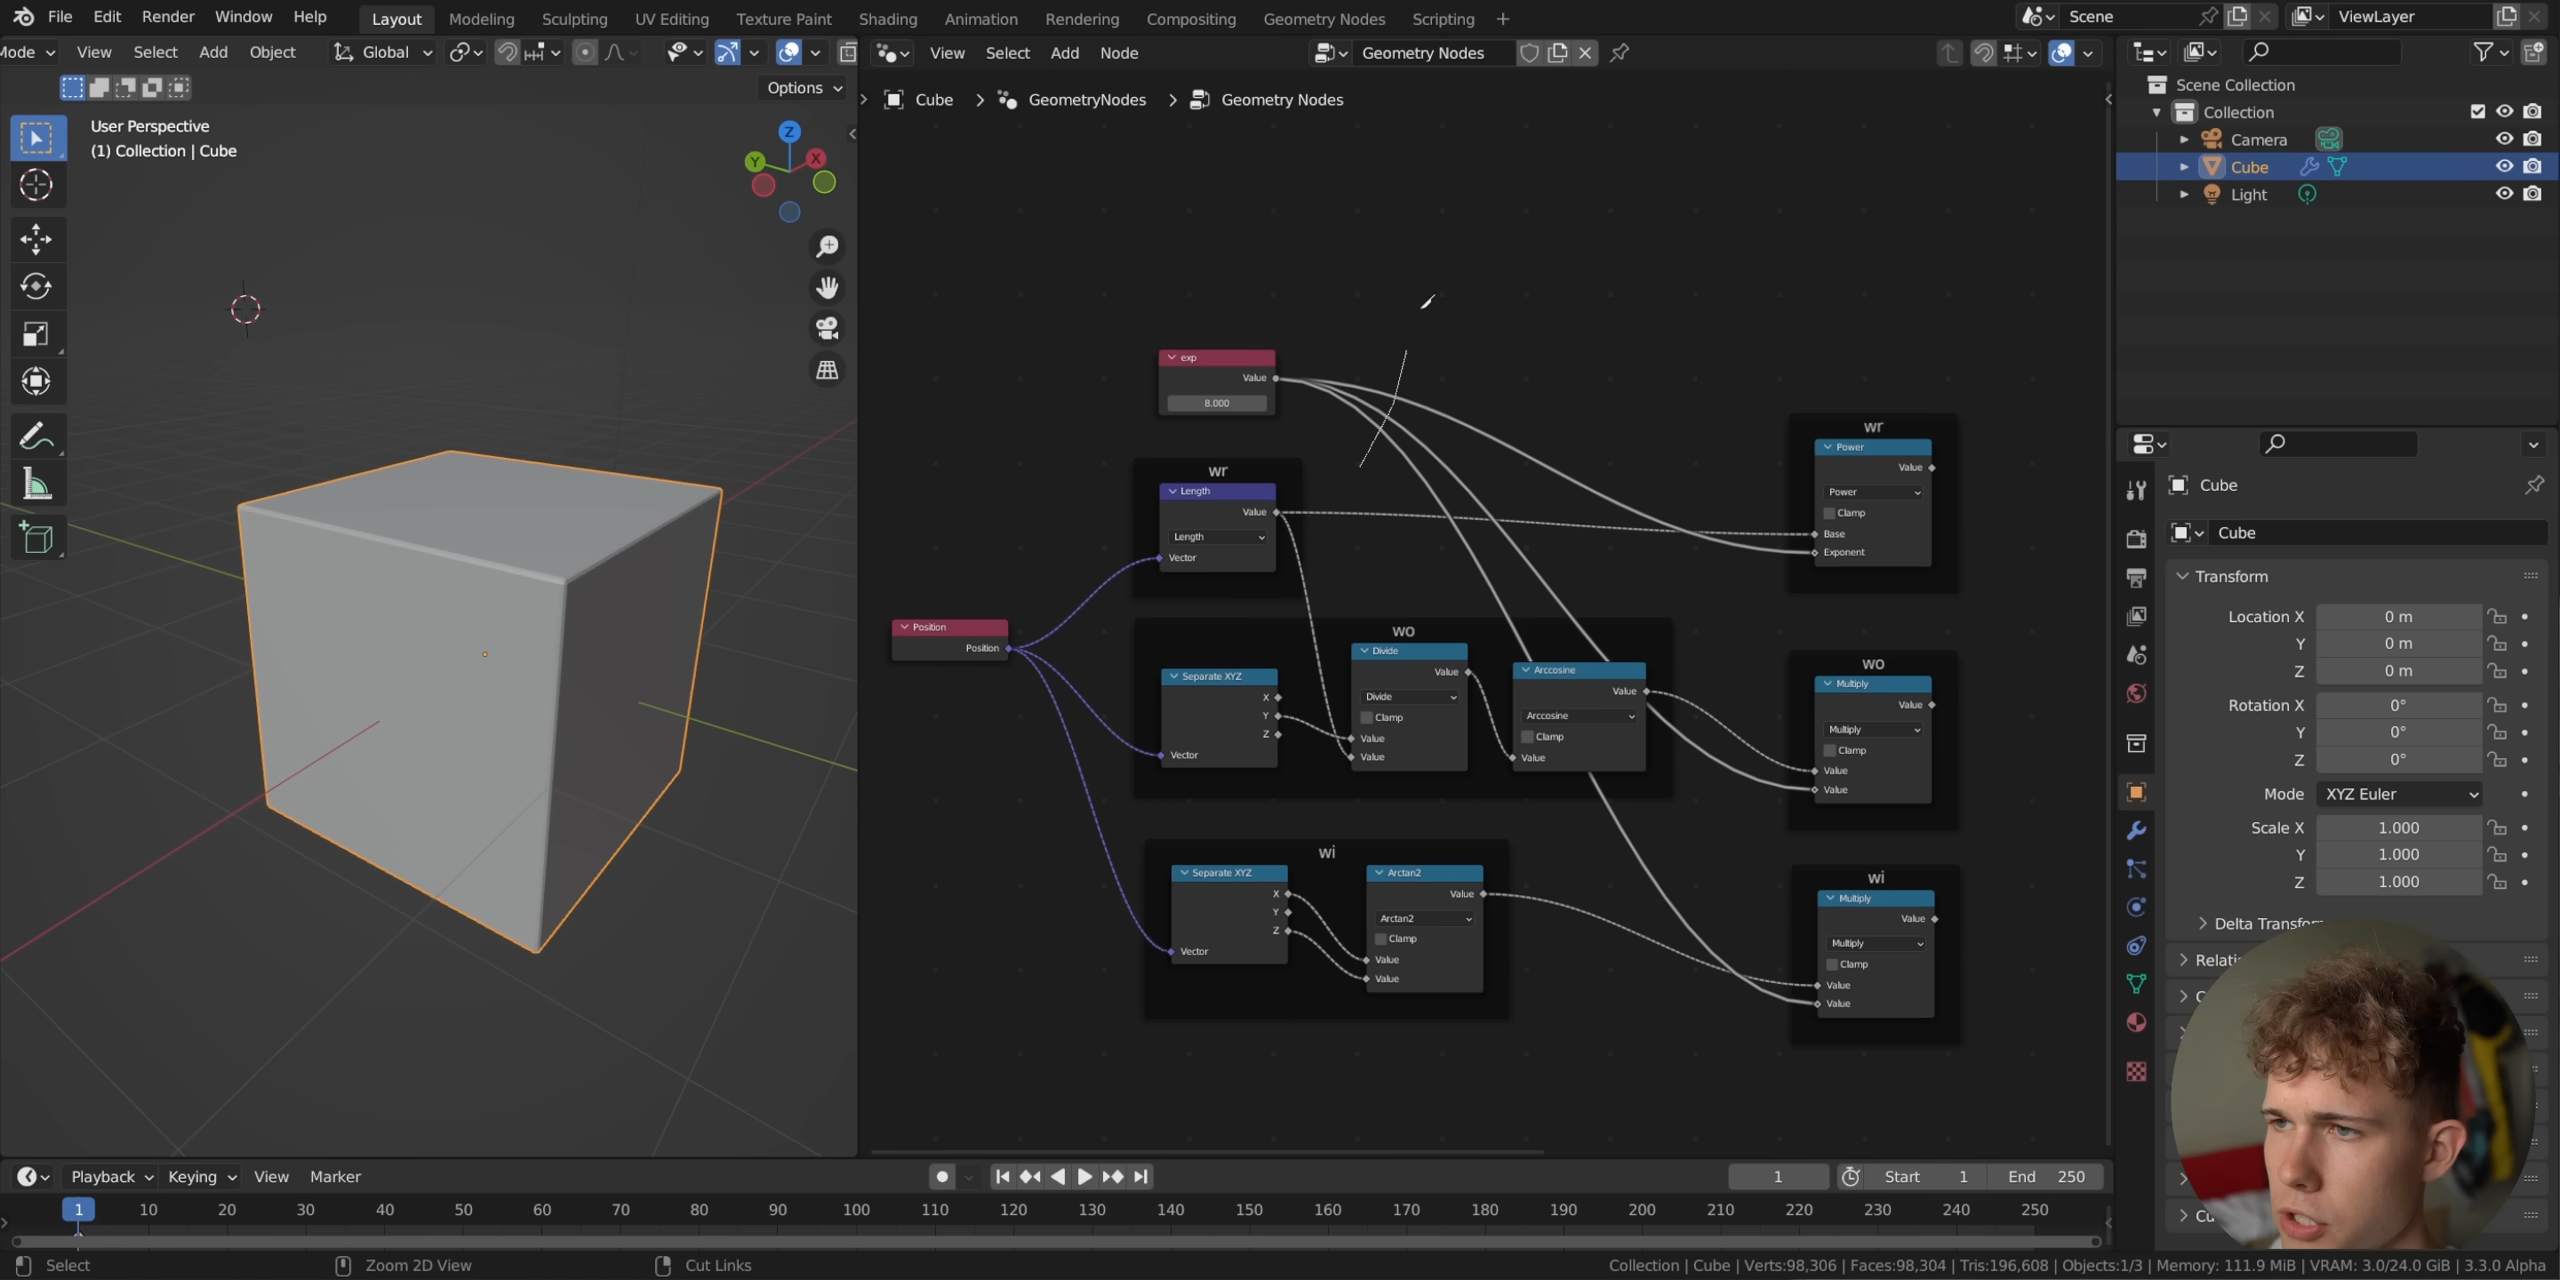 File Edit Render Window Help Layout Modeling Sculpting UV Editing Texture Paint Shading Animation Rendering Compositing Geometry Nodes Scripting + Scene ViewLayer
Mode View Select Add Object Global View Select Add Node Geometry Nodes
Options
Cube > GeometryNodes > Geometry Nodes
User Perspective
(1) Collection | Cube
Z
Y
X
exp
Value
8.000
wr
Length
Value
Length
Vector
Position
Position
wo
Separate XYZ
X
Y
Z
Vector
Divide
Value
Divide
Clamp
Value
Value
Arccosine
Value
Arccosine
Clamp
Value
wi
Separate XYZ
X
Y
Z
Vector
Arctan2
Value
Arctan2
Clamp
Value
Value
wr
Power
Value
Power
Clamp
Base
Exponent
wo
Multiply
Value
Multiply
Clamp
Value
Value
wi
Multiply
Value
Multiply
Clamp
Value
Value
Scene Collection
Collection
Camera
Cube
Light
Cube
Cube
Transform
Location X 0 m
Y 0 m
Z 0 m
Rotation X 0°
Y 0°
Z 0°
Mode XYZ Euler
Scale X 1.000
Y 1.000
Z 1.000
Delta Transfor
Relati
Playback Keying View Marker 1 Start 1 End 250
1 10 20 30 40 50 60 70 80 90 100 110 120 130 140 150 160 170 180 190 200 210 220 230 240 250
Select Zoom 2D View Cut Links Collection | Cube | Verts:98,306 | Faces:98,304 | Tris:196,608 | Objects:1/3 | Memory: 111.9 MiB | VRAM: 3.0/24.0 GiB | 3.3.0 Alpha